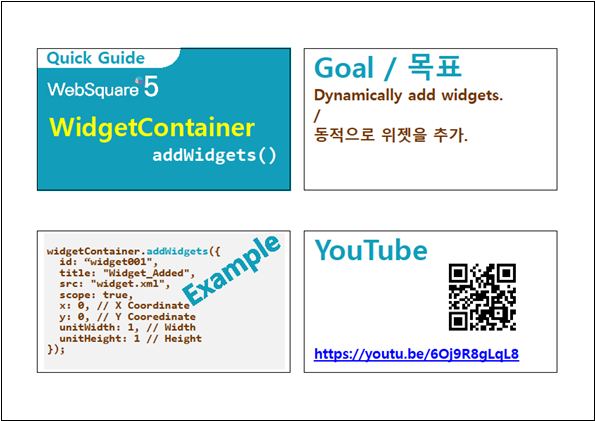 Quick Guide
WebSquare 5
WidgetContainer
addWidgets()
Goal / 목표
Dynamically add widgets.
/
동적으로 위젯을 추가.
widgetContainer.addWidgets({
id: “widget001",
title: "Widget_Added",
src: "widget.xml",
scope: true,
x: 0, // X Coordinate
y: 0, // Y Cooredinate
unitWidth: 1, // Width
unitHeight: 1 // Height
});
Example
YouTube
https://youtu.be/6Oj9R8gLqL8